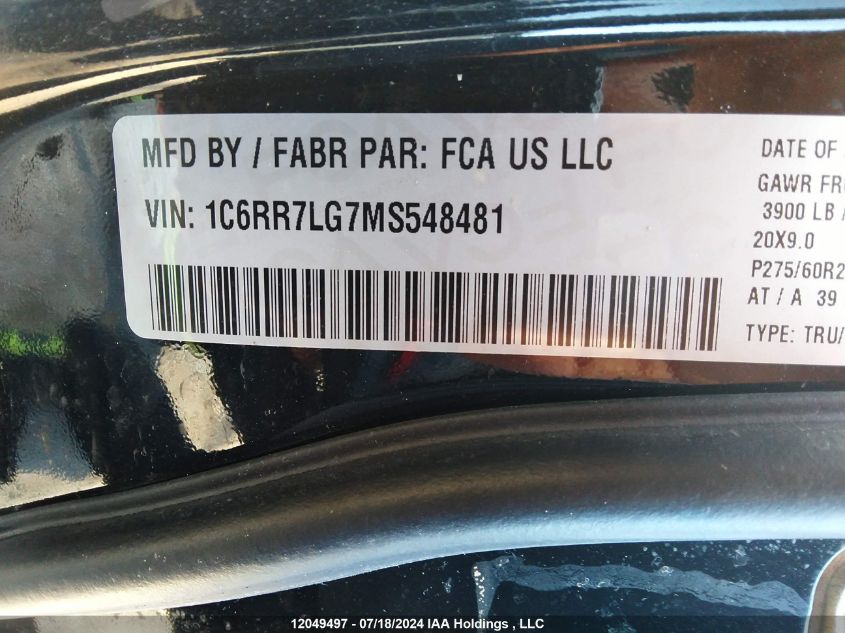 MFD BY / FABR PAR: FCA US LLC
VIN: 1C6RR7LG7MS548481
DATE OF
GAWR FR
3900 LB
20X9.0
P275/60R2
AT / A 39
TYPE: TRU/
12049497 - 07/18/2024 IAA Holdings , LLC